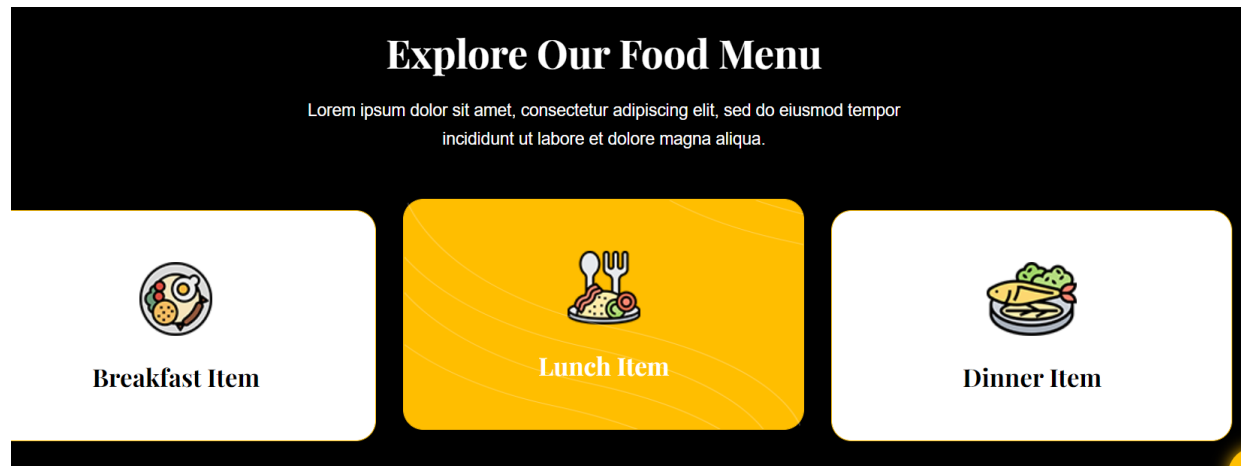 Explore Our Food Menu
Lorem ipsum dolor sit amet, consectetur adipiscing elit, sed do eiusmod tempor
incididunt ut labore et dolore magna aliqua.
Breakfast Item
Lunch Item
Dinner Item